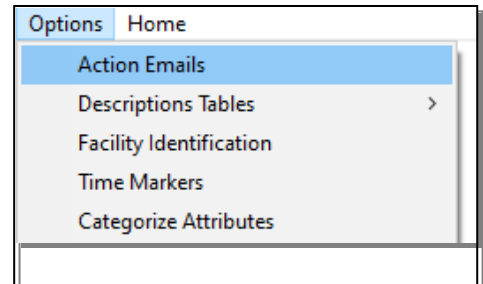 Options Home
Action Emails
Descriptions Tables >
Facility Identification
Time Markers
Categorize Attributes